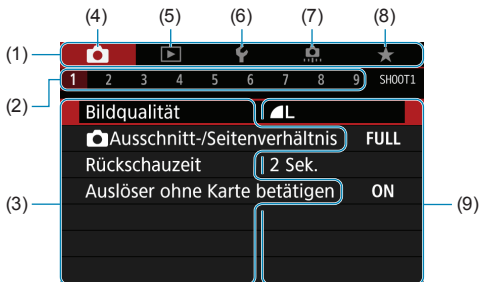 (4) (5) (6) (7) (8)
(1)
(2) 1 2 3 4 5 6 7 8 9 SHOOT1
Bildqualität L
Ausschnitt-/Seitenverhältnis FULL
Rückschauzeit 2 Sek.
(3) Auslöser ohne Karte betätigen ON (9)